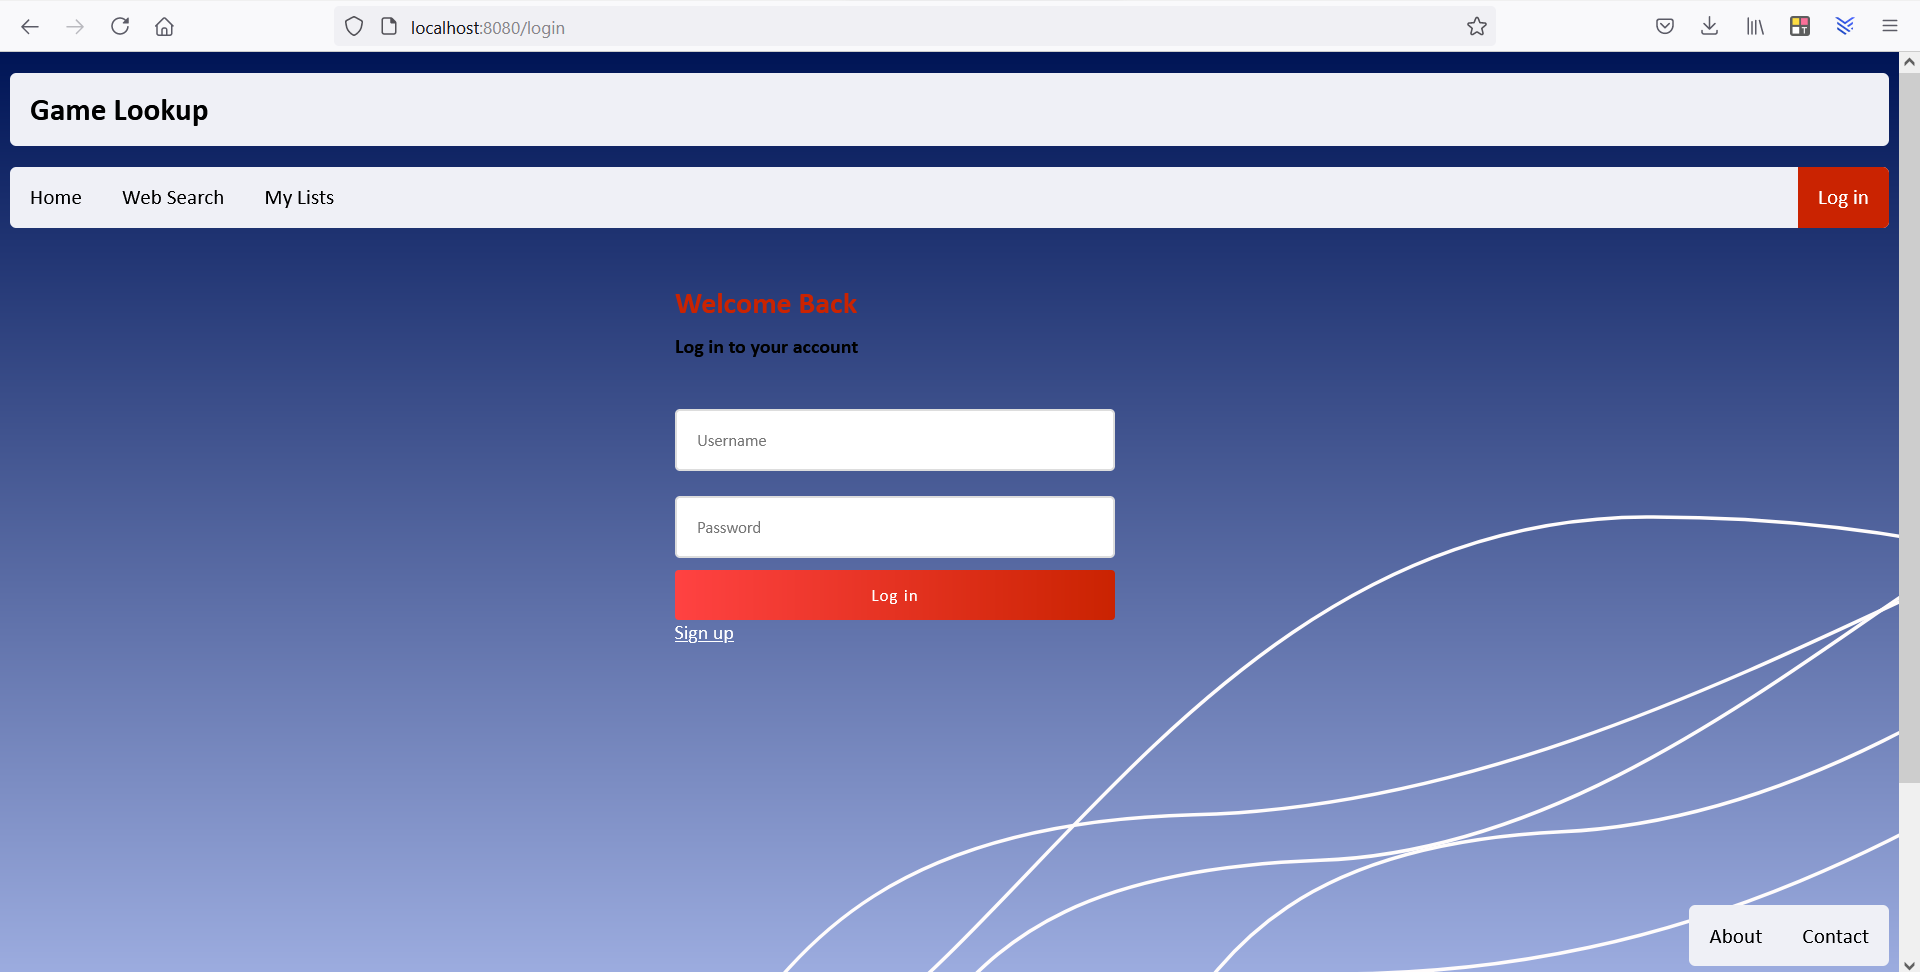 localhost:8080/login
Game Lookup
Home Web Search My Lists Log in
Welcome Back
Log in to your account
Username
Password
Log in
Sign up
About Contact